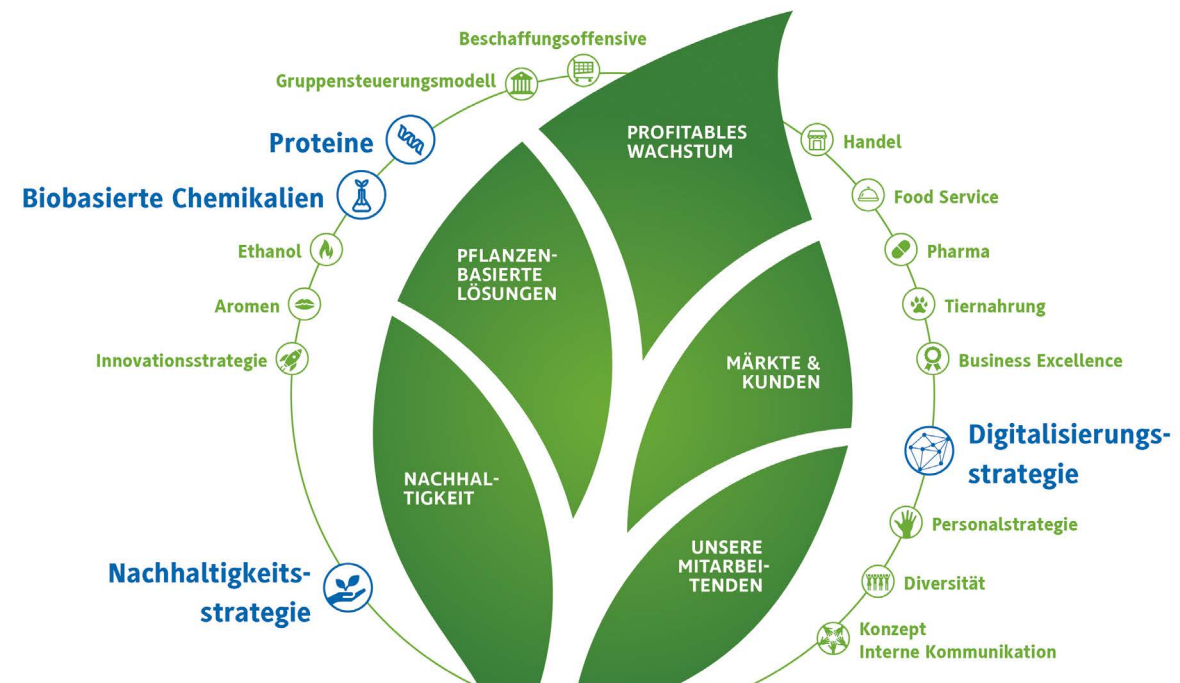 Beschaffungsoffensive
Gruppensteuerungsmodell
Proteine
Biobasierte Chemikalien
Ethanol
Aromen
Innovationsstrategie
Nachhaltigkeits-
strategie
PROFITABLES
WACHSTUM
PFLANZEN-
BASIERTE
LÖSUNGEN
MÄRKTE &
KUNDEN
NACHHAL-
TIGKEIT
UNSERE
MITARBEI-
TENDEN
Handel
Food Service
Pharma
Tiernahrung
Business Excellence
Digitalisierungs-
strategie
Personalstrategie
Diversität
Konzept
Interne Kommunikation